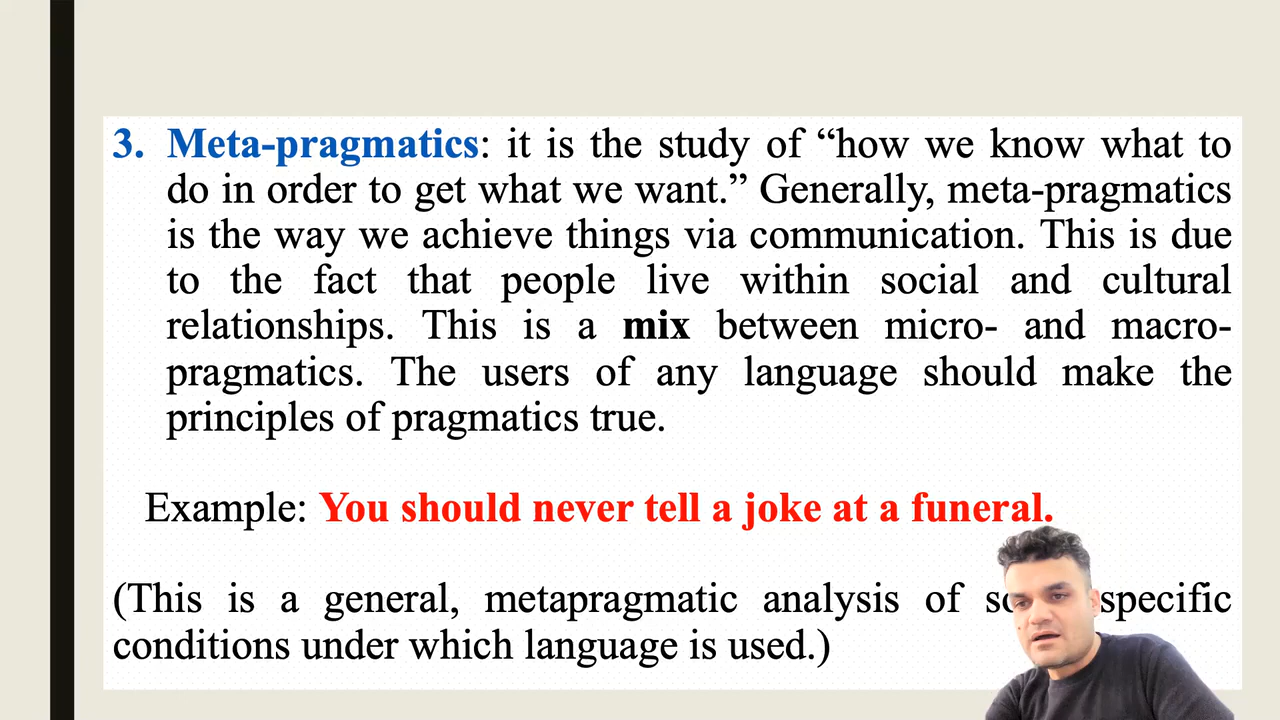 3. Meta-pragmatics: it is the study of “how we know what to
do in order to get what we want.” Generally, meta-pragmatics
is the way we achieve things via communication. This is due
to the fact that people live within social and cultural
relationships. This is a mix between micro- and macro-
pragmatics. The users of any language should make the
principles of pragmatics true.
Example: You should never tell a joke at a funeral.
(This is a general, metapragmatic analysis of specific
conditions under which language is used.)